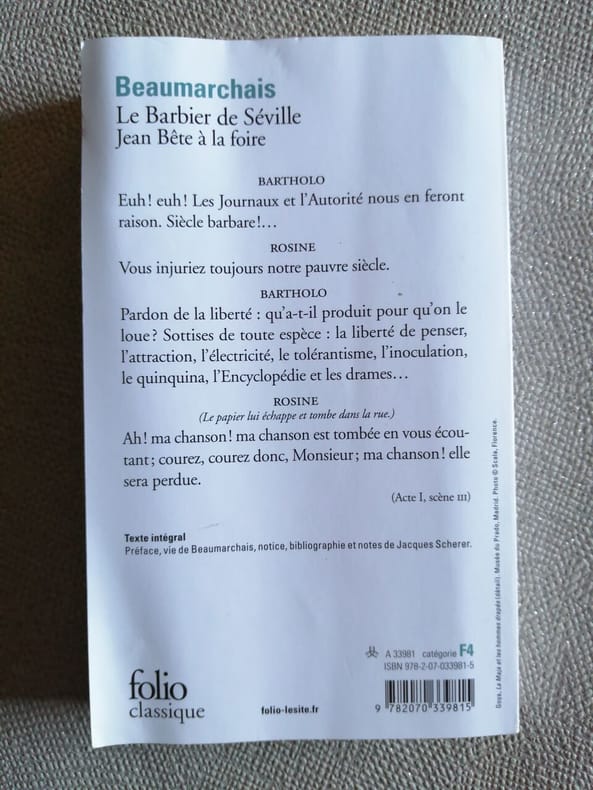 Beaumarchais
Le Barbier de Séville
Jean Bête à la foire
BARTHOLO
Euh ! euh ! Les Journaux et l'Autorité nous en feront
raison. Siècle barbare !…
ROSINE
Vous injuriez toujours notre pauvre siècle.
BARTHOLO
Pardon de la liberté : qu'a-t-il produit pour qu'on le
loue ? Sottises de toute espèce : la liberté de penser,
l'attraction, l'électricité, le tolérantisme, l'inoculation,
le quinquina, l'Encyclopédie et les drames…
ROSINE
(Le papier lui échappe et tombe dans la rue.)
Ah ! ma chanson ! ma chanson est tombée en vous écou-
tant ; courez, courez donc, Monsieur ; ma chanson ! elle
sera perdue.
(Acte I, scène III)
Texte intégral
Préface, vie de Beaumarchais, notice, bibliographie et notes de Jacques Scherer.
A 33981 catégorie F4
ISBN 978-2-07-033981-5
folio
classique
folio-lesite.fr
9 782070 339815
Goya, La Maja et les hommes drapés (détail). Musée du Prado, Madrid. Photo © Scala, Florence.